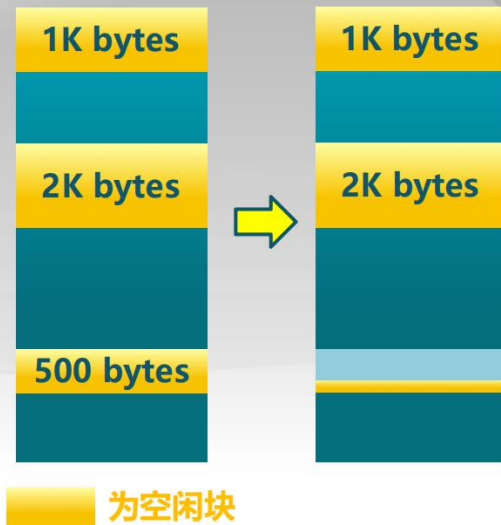 1K bytes
2K bytes
500 bytes
1K bytes
2K bytes
为空闲块